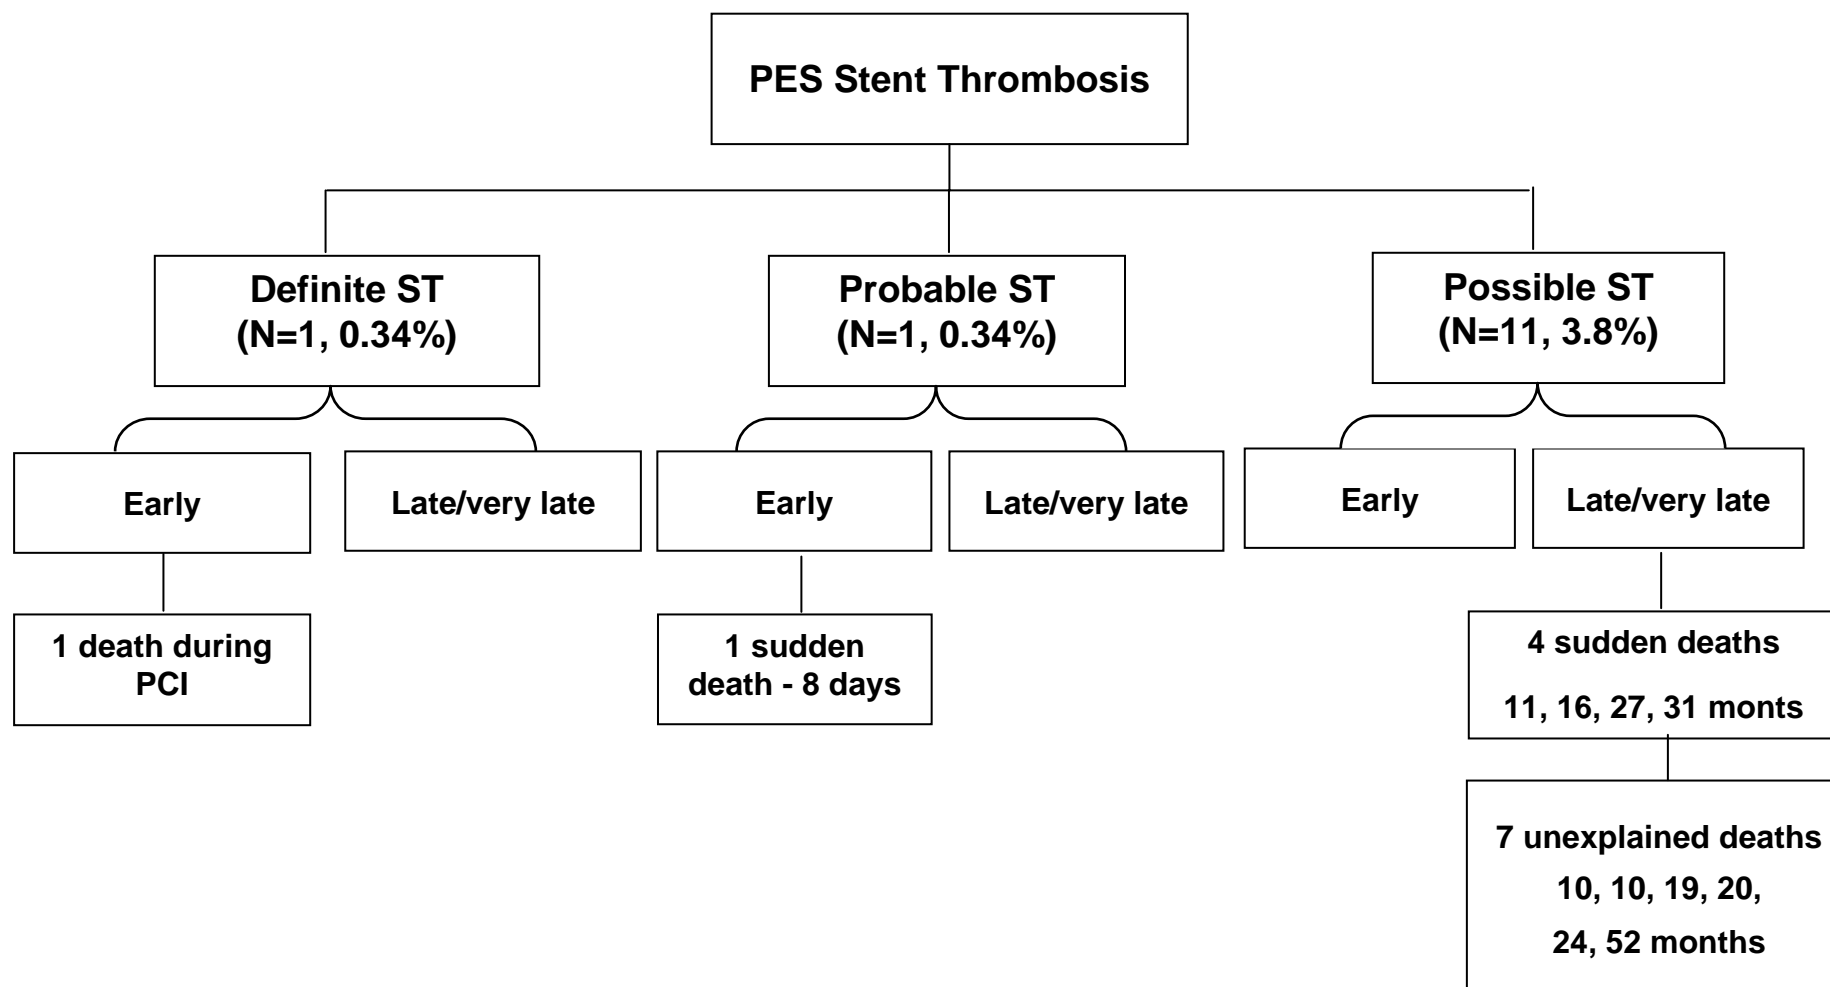 PES Stent Thrombosis
Definite ST
(N=1, 0.34%)
Probable ST
(N=1, 0.34%)
Possible ST
(N=11, 3.8%)
Early
Late/very late
Early
Late/very late
Early
Late/very late
1 death during
PCI
1 sudden
death - 8 days
4 sudden deaths
11, 16, 27, 31 monts
7 unexplained deaths
10, 10, 19, 20,
24, 52 months